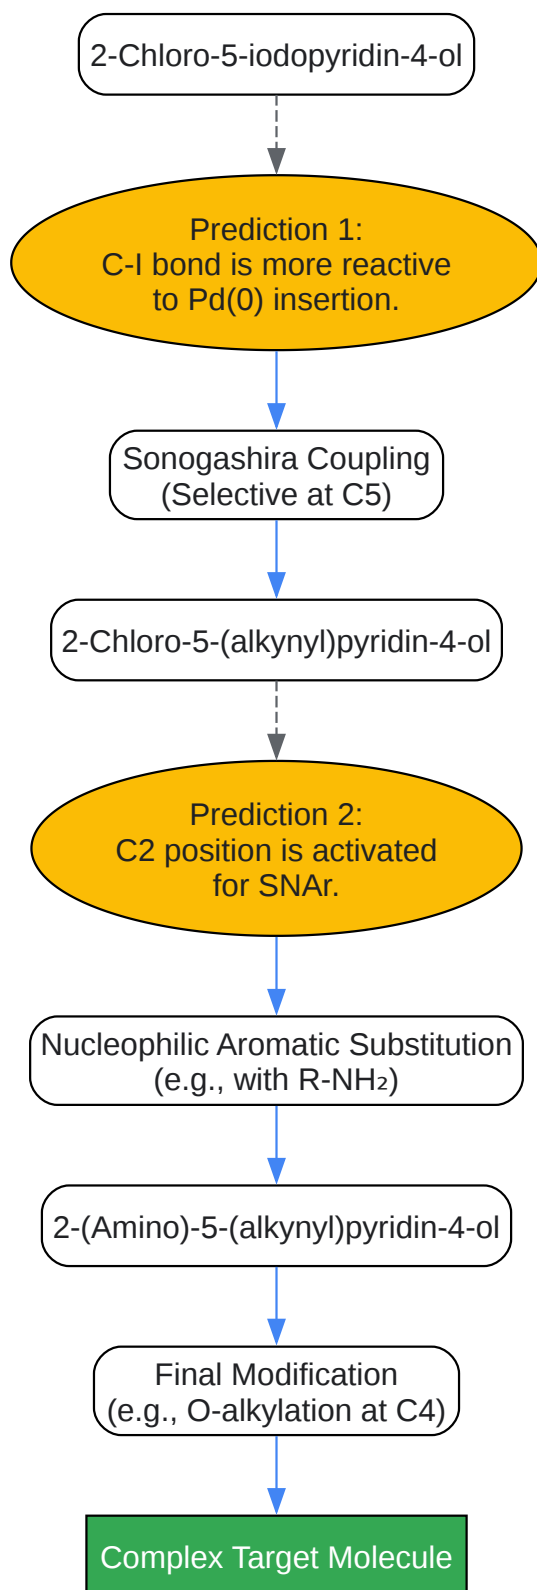 2-Chloro-5-iodopyridin-4-ol
Prediction 1:
C-I bond is more reactive
to Pd(0) insertion.
Sonogashira Coupling
(Selective at C5)
2-Chloro-5-(alkynyl)pyridin-4-ol
Prediction 2:
C2 position is activated
for SNAr.
Nucleophilic Aromatic Substitution
(e.g., with R-NH₂)
2-(Amino)-5-(alkynyl)pyridin-4-ol
Final Modification
(e.g., O-alkylation at C4)
Complex Target Molecule